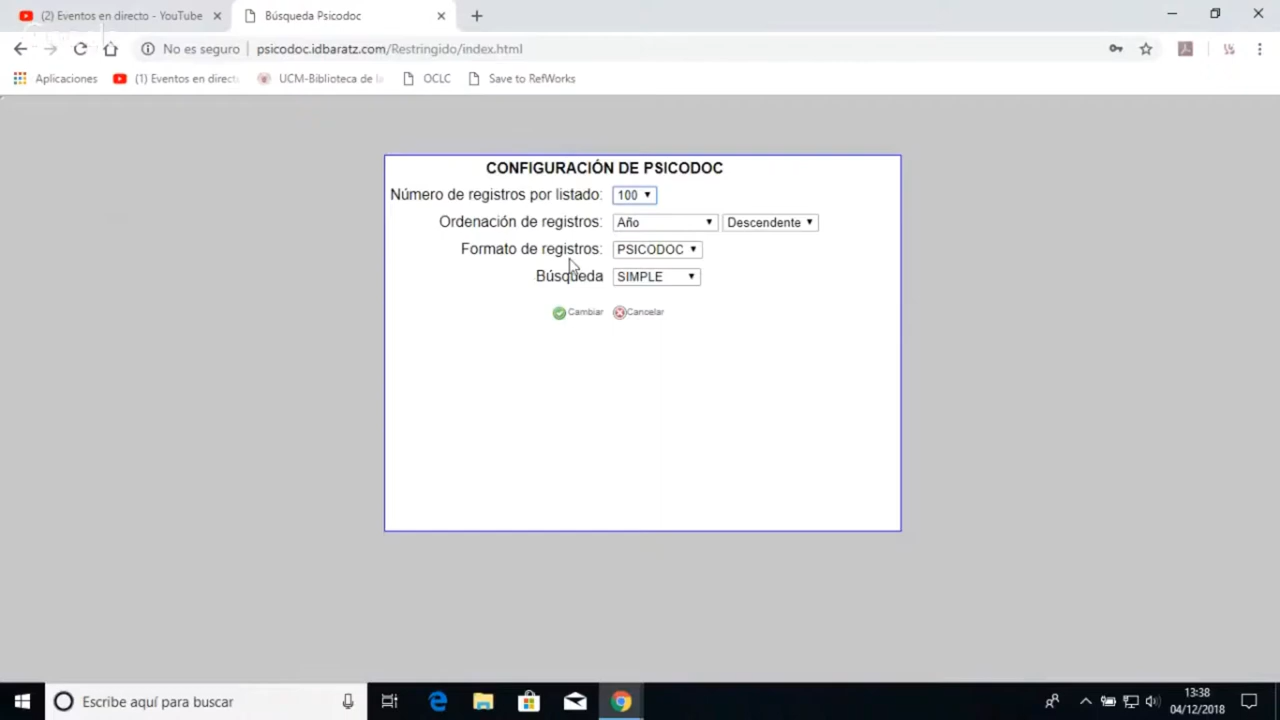 (2) Eventos en directo - YouTube
Búsqueda Psicodoc
No es seguro
psicodoc.idbaratz.com/Restringido/index.html
Aplicaciones
(1) Eventos en direct
UCM-Biblioteca de la
OCLC
Save to RefWorks
CONFIGURACIÓN DE PSICODOC
Número de registros por listado: 100
Ordenación de registros: Año Descendente
Formato de registros: PSICODOC
Búsqueda SIMPLE
Cambiar Cancelar
Escribe aquí para buscar
13:38
04/12/2018